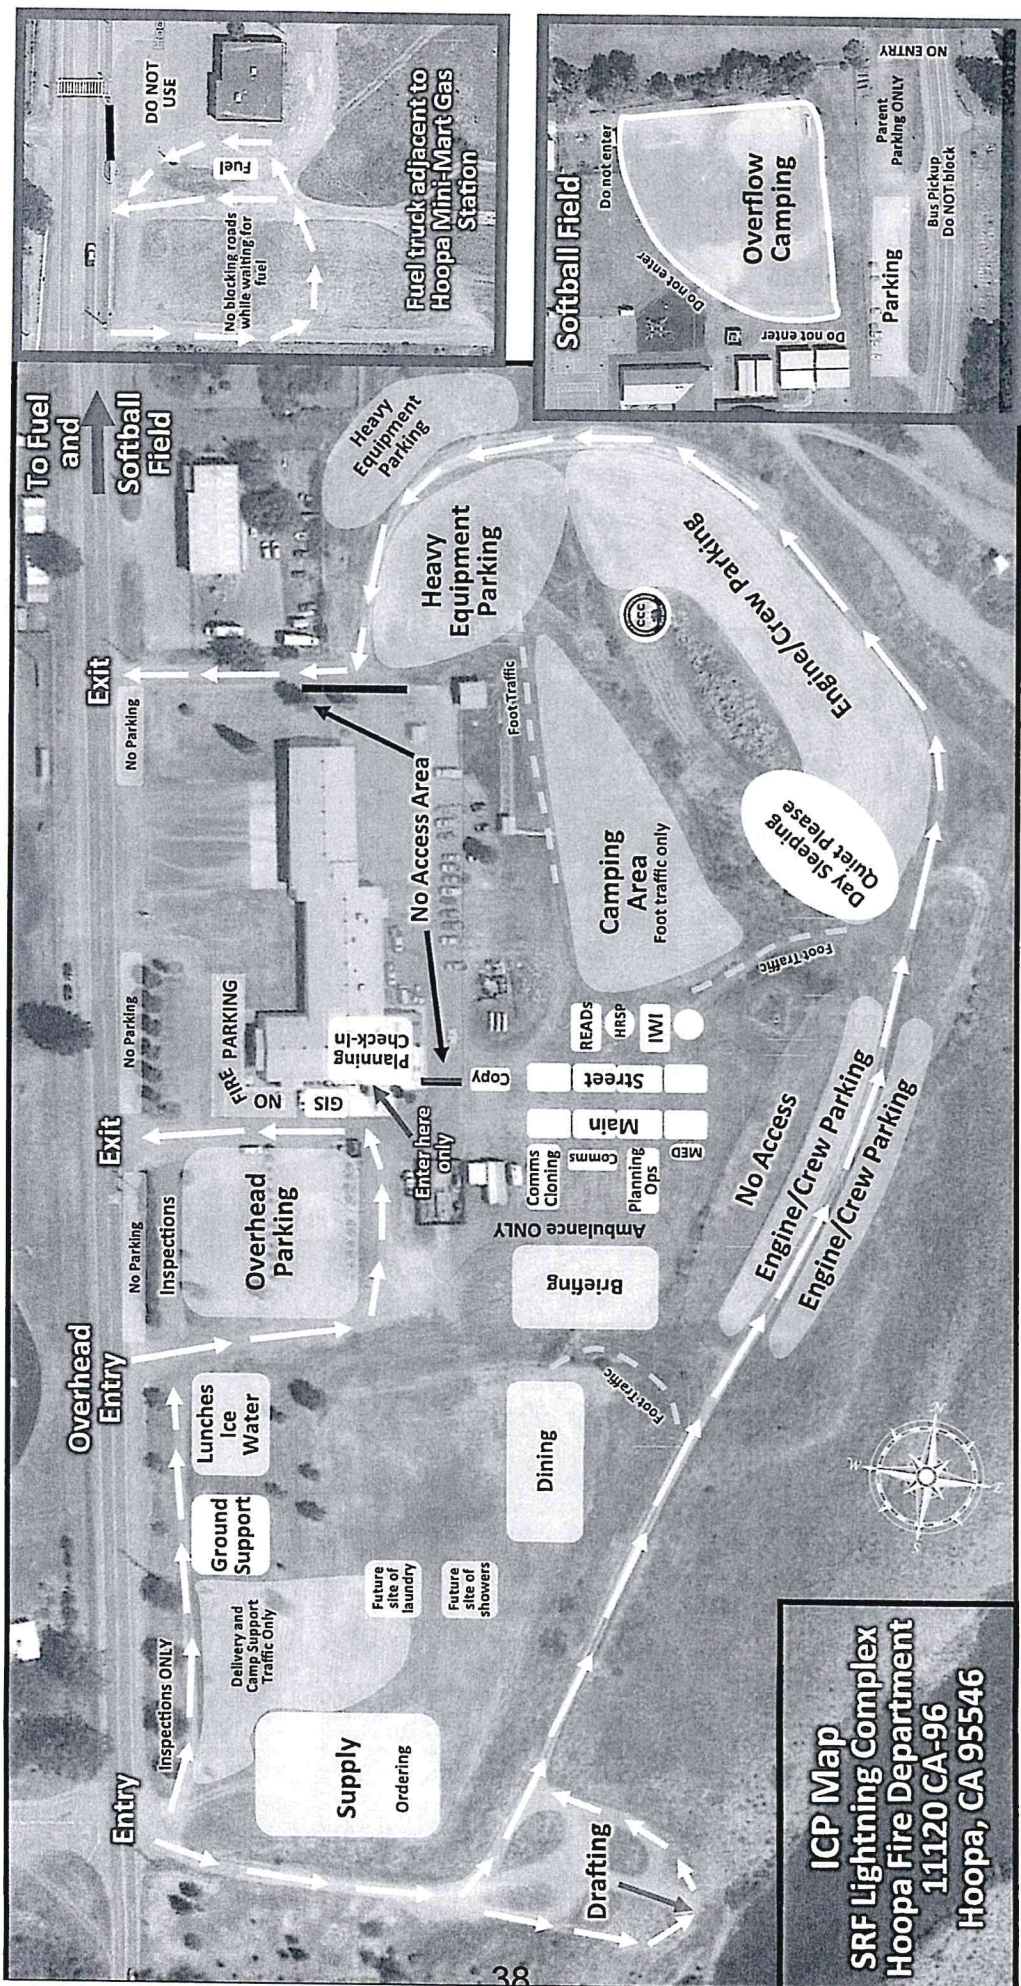 ICP Map
SRF Lightning Complex
Hoopa Fire Department
11120 CA-96
Hoopa, CA 95546
Entry
Inspections ONLY
Delivery and
Camp Support
Traffic Only
Supply
Ordering
Drafting
Ground
Support
Lunches
Ice
Water
Future
site of
laundry
Future
site of
showers
Dining
Foot Traffic
Overhead
Entry
No Parking
Inspections
Overhead
Parking
Exit
Briefing
Ambulance ONLY
Enter here
only
Comms
Cloning
Comms
Planning
Ops
MED
Main
Street
Copy
READs
HRSP
IWI
NO
FIRE PARKING
GIS
Planning
Check-In
No Parking
No Access Area
No Access
Engine/Crew Parking
Engine/Crew Parking
Foot Traffic
Camping
Area
Foot traffic only
Day Sleeping
Quiet Please
Foot Traffic
No Parking
Exit
CCC
Engine/Crew Parking
Heavy
Equipment
Parking
Heavy
Equipment
Parking
To Fuel
and
Softball
Field
N
E
S
W
DO NOT
USE
Fuel
No blocking roads
while waiting for
fuel
Fuel truck adjacent to
Hoopa Mini-Mart Gas
Station
Softball Field
Do not enter
Do not enter
Do not enter
Overflow
Camping
Parking
Parent
Parking ONLY
Bus Pickup
Do NOT block
NO ENTRY
38